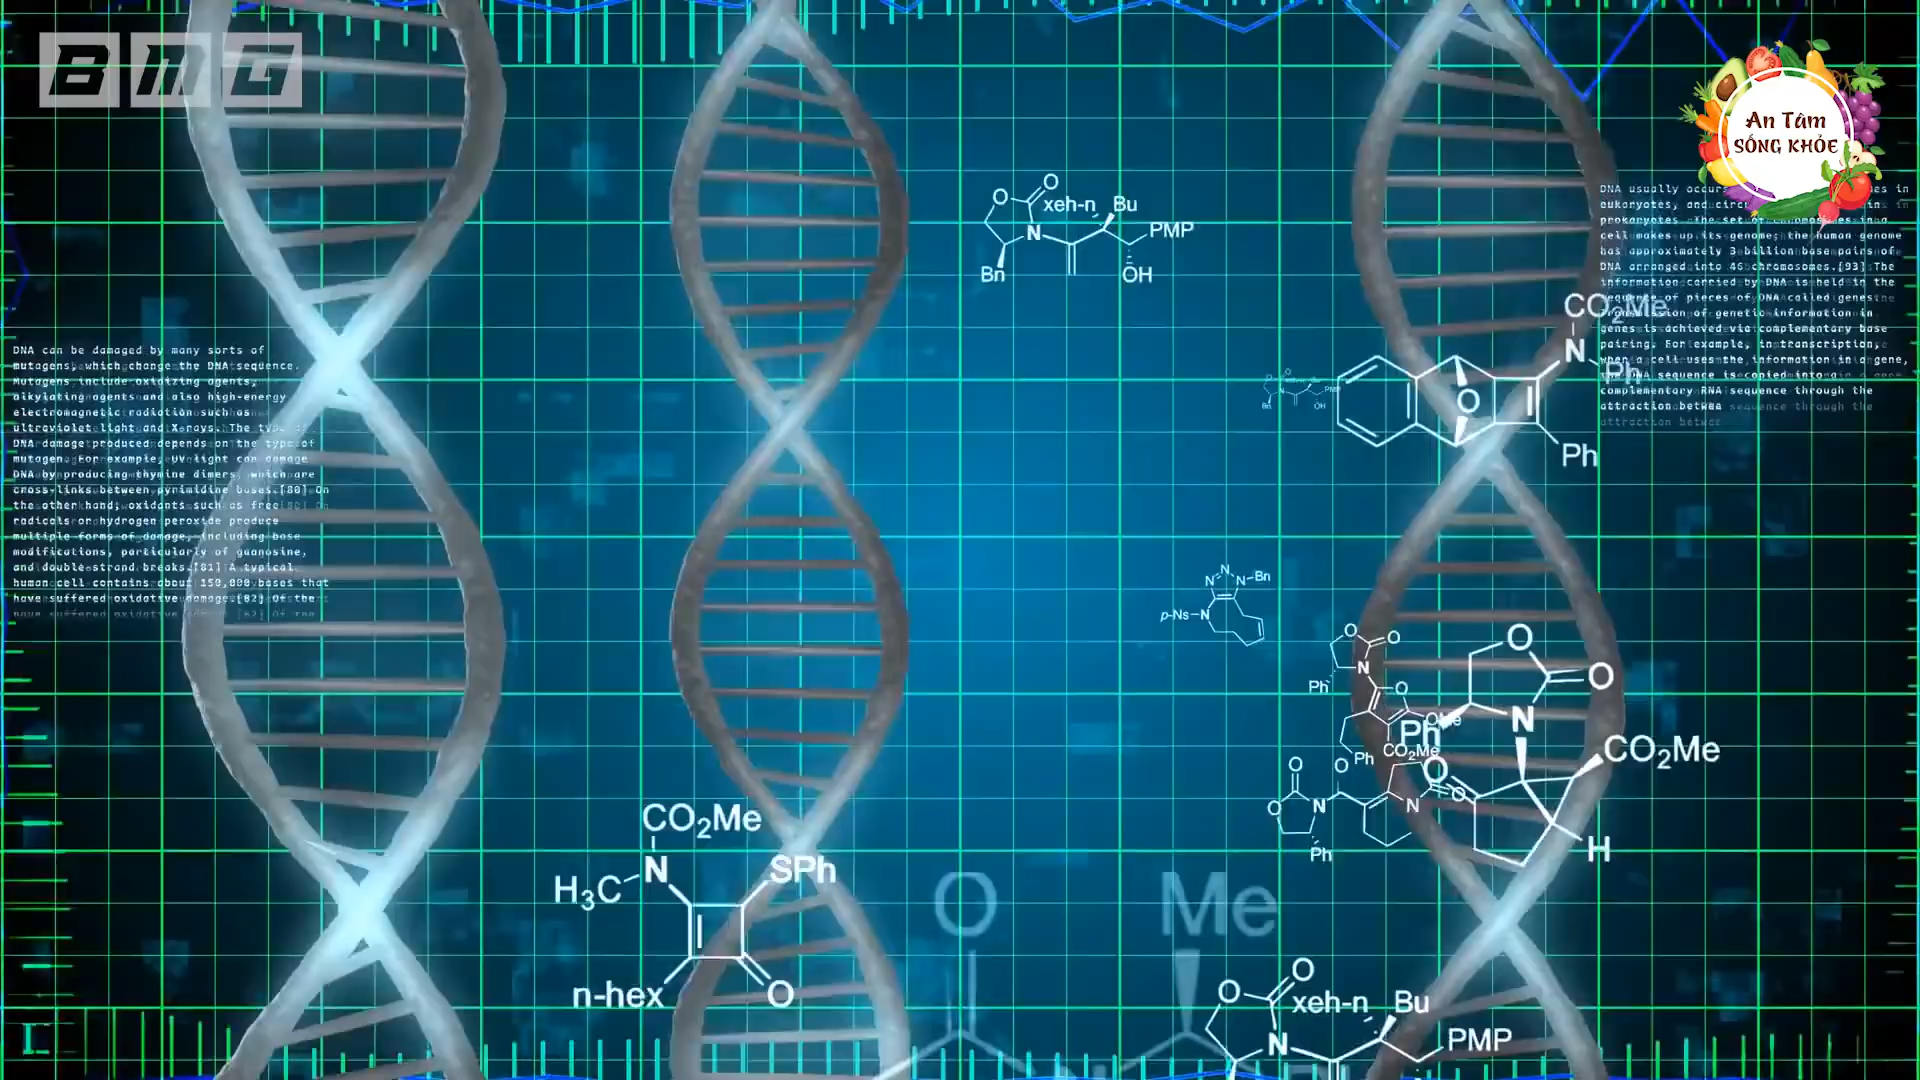 BMG
An Tâm
SỐNG KHỎE
DNA usually occurs
eukaryotes, and circ
prokaryotes. The set of chromosomes in a
cell makes up its genome; the human genome
has approximately 3 billion base pairs of
DNA arranged into 46 chromosomes.[93] The
information carried by DNA is held in the
sequence of pieces of DNA called genes.
transmission of genetic information in
genes is achieved via complementary base
pairing. For example, in transcription,
when a cell uses the information in a gene,
the DNA sequence is copied into a
complementary RNA sequence through the
attraction betwee
DNA can be damaged by many sorts of
mutagens, which change the DNA sequence.
Mutagens include oxidizing agents,
alkylating agents and also high-energy
electromagnetic radiation such as
ultraviolet light and X-rays. The type of
DNA damage produced depends on the type of
mutagen. For example, UV light can damage
DNA by producing thymine dimers, which are
cross-links between pyrimidine bases.[80] On
the other hand, oxidants such as free
radicals or hydrogen peroxide produce
multiple forms of damage, including base
modifications, particularly of guanosine,
and double-strand breaks.[81] A typical
human cell contains about 150,000 bases that
have suffered oxidative damage.[82] Of the
O
O
xeh-n
Bu
N
PMP
Bn
OH
CO2Me
N
Ph
O
Ph
N
N
N
Bn
p-Ns
N
O
O
N
Ph
O
OMe
CO2Me
Ph
O
O
N
Ph
CO2Me
O
H
O
O
O
N
N
O
Ph
CO2Me
N
H3C
SPh
n-hex
O
O
Me
O
O
xeh-n
Bu
N
PMP